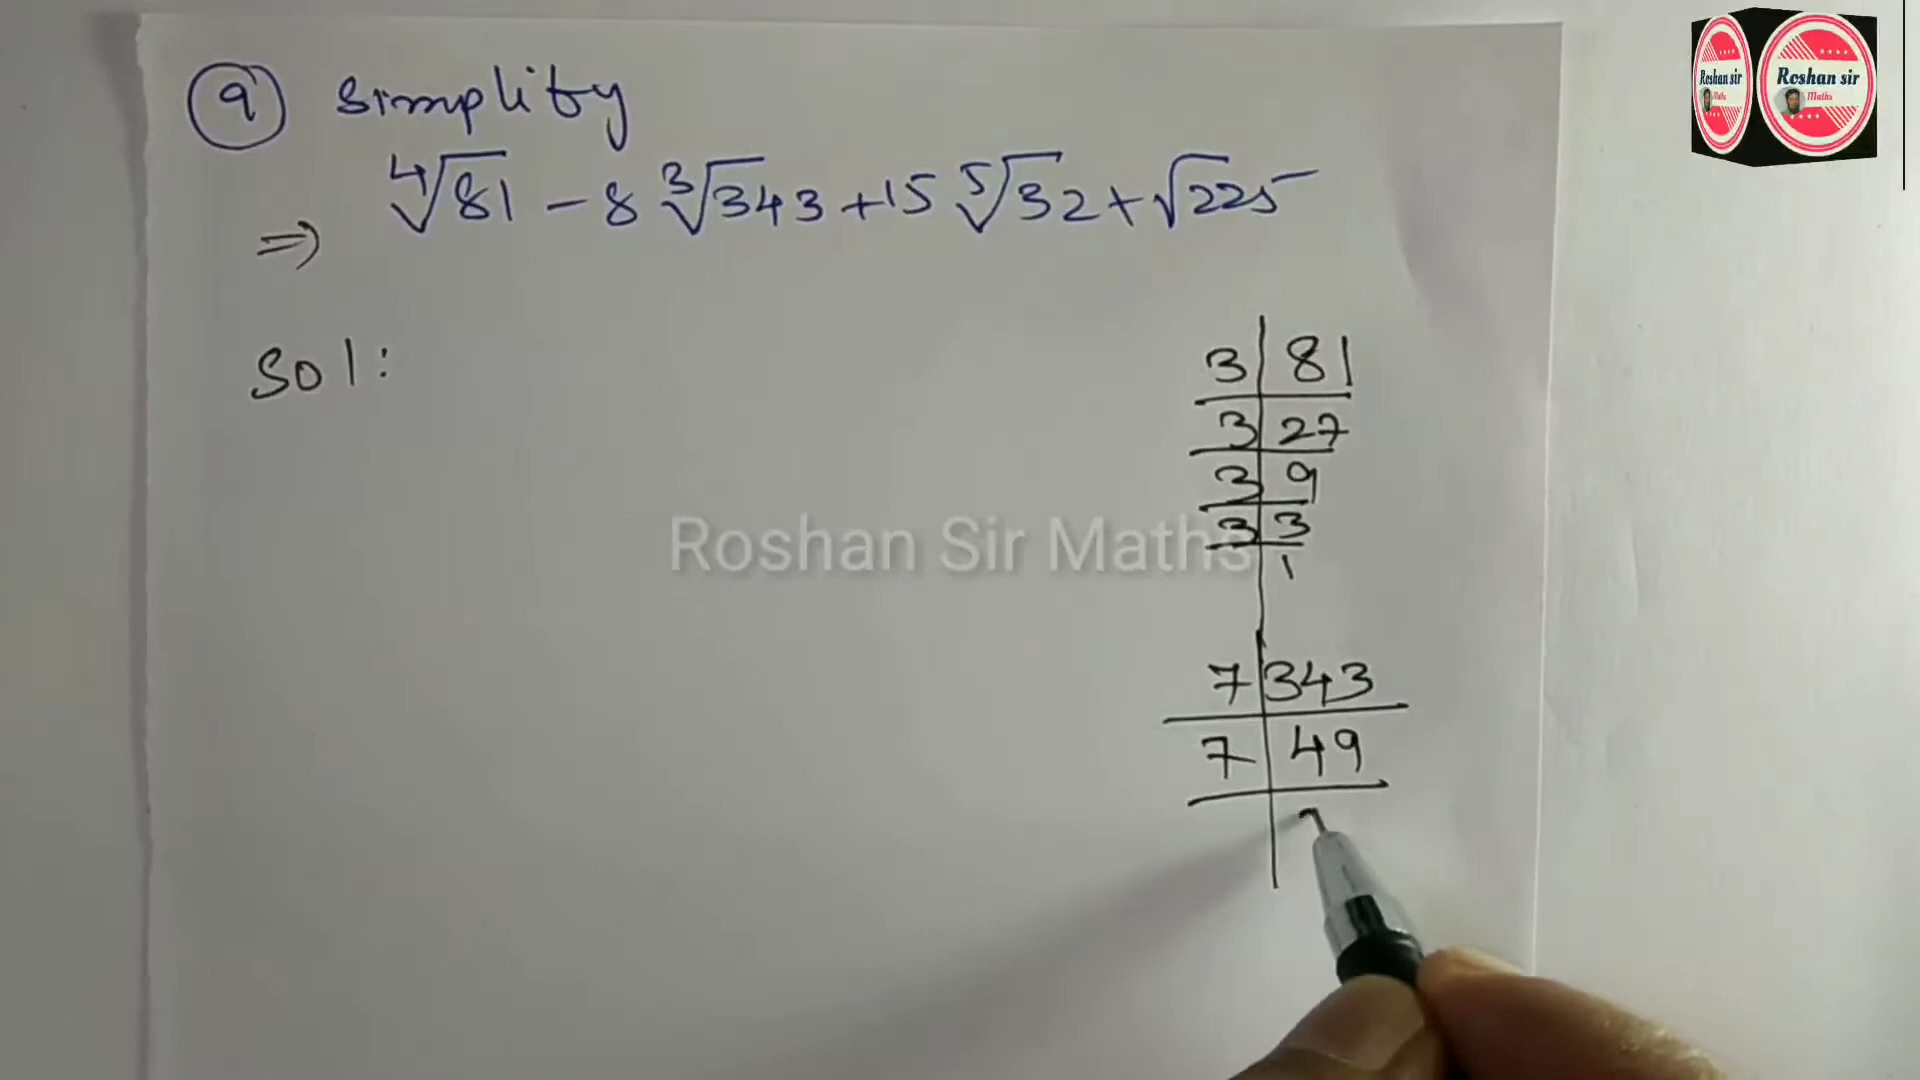 9 Simplify
⇒ ⁴√81 - 8 ³√343 + 15 ⁵√32 + √225
Sol:
3 | 81
3 | 27
3 | 9
3 | 3
1
7 | 343
7 | 49
Roshan Sir Maths
Roshan sir
Maths
Roshan sir
Maths